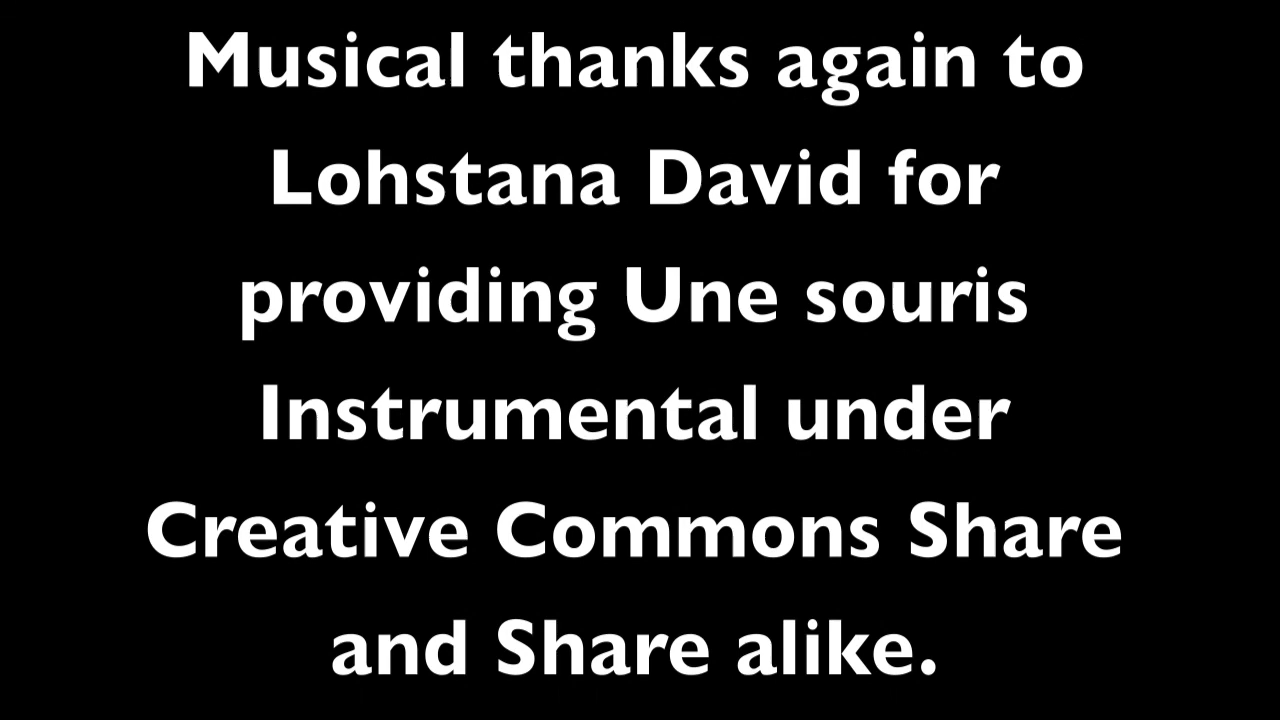 Musical thanks again to
Lohstana David for
providing Une souris
Instrumental under
Creative Commons Share
and Share alike.